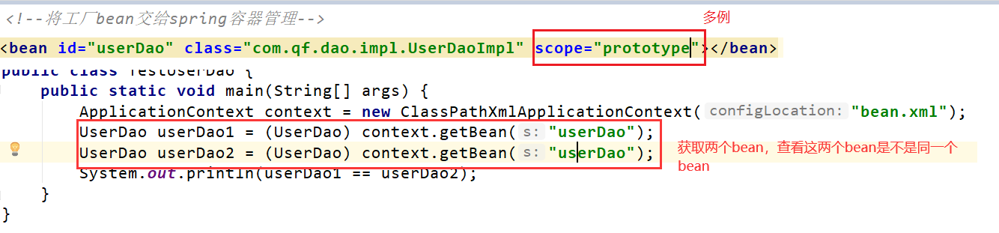 <!--将工厂bean交给spring容器管理-->
多例
<bean id="userDao" class="com.qf.dao.impl.UserDaoImpl" scope="prototype"></bean>
public class TestUserDao {
public static void main(String[] args) {
ApplicationContext context = new ClassPathXmlApplicationContext( configLocation: "bean.xml");
UserDao userDao1 = (UserDao) context.getBean( s: "userDao");
UserDao userDao2 = (UserDao) context.getBean( s: "userDao");
获取两个bean，查看这两个bean是不是同一个
bean
System.out.println(userDao1 == userDao2);
}
}